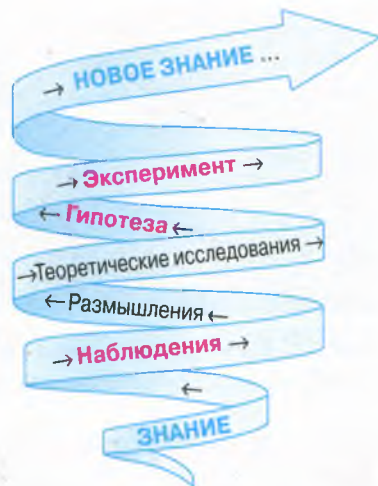 → НОВОЕ ЗНАНИЕ ...
→ Эксперимент →
← Гипотеза ←
→ Теоретические исследования →
← Размышления ←
→ Наблюдения →
←
ЗНАНИЕ